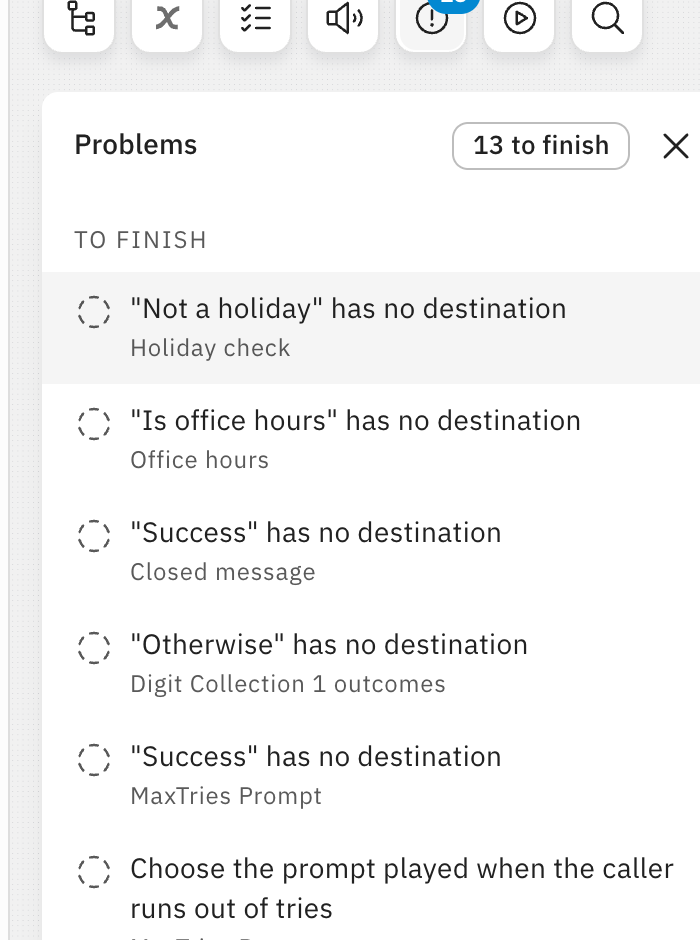 Problems
13 to finish
TO FINISH
"Not a holiday" has no destination
Holiday check
"Is office hours" has no destination
Office hours
"Success" has no destination
Closed message
"Otherwise" has no destination
Digit Collection 1 outcomes
"Success" has no destination
MaxTries Prompt
Choose the prompt played when the caller
runs out of tries